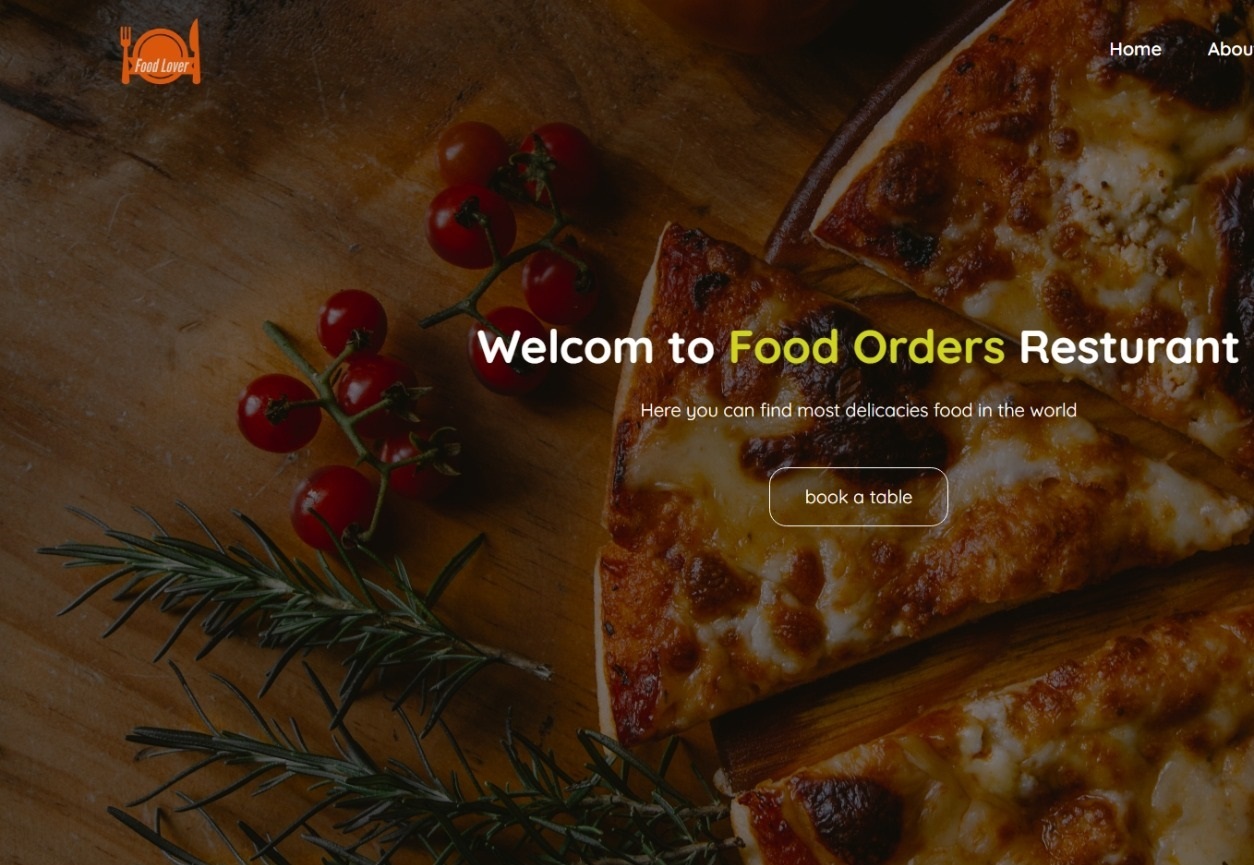 Food Lover
Home Abou
Welcom to Food Orders Resturant
Here you can find most delicacies food in the world
book a table